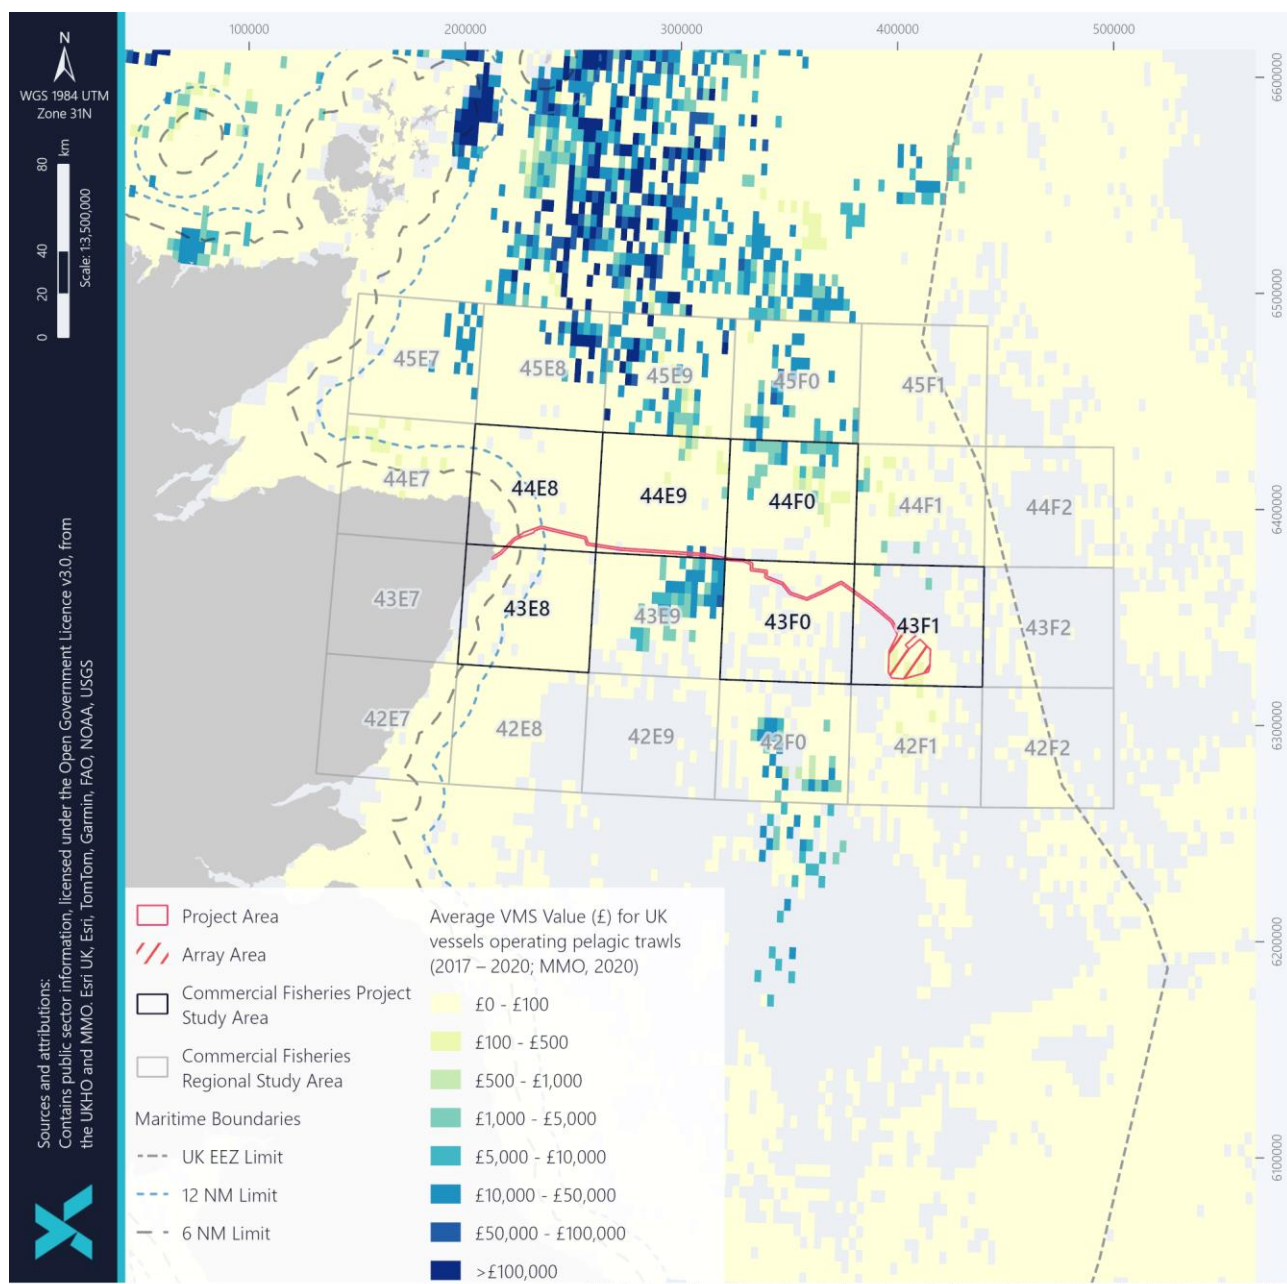 100000
200000
300000
400000
500000
N
WGS 1984 UTM
Zone 31N
80
km
40
20
0
Scale: 1:3,500,000
Sources and attributions:
Contains public sector information, licensed under the Open Government Licence v3.0, from
the UKHO and MMO. Esri UK, Esri, TomTom, Garmin, FAO, NOAA, USGS
6600000
6500000
6400000
6300000
6200000
6100000
45E7
45E8
45E9
45F0
45F1
44E7
44E8
44E9
44F0
44F1
44F2
43E7
43E8
43E9
43F0
43F1
43F2
42E7
42E8
42E9
42F0
42F1
42F2
Project Area
Array Area
Commercial Fisheries Project
Study Area
Commercial Fisheries
Regional Study Area
Maritime Boundaries
UK EEZ Limit
12 NM Limit
6 NM Limit
Average VMS Value (£) for UK
vessels operating pelagic trawls
(2017 – 2020; MMO, 2020)
£0 - £100
£100 - £500
£500 - £1,000
£1,000 - £5,000
£5,000 - £10,000
£10,000 - £50,000
£50,000 - £100,000
>£100,000